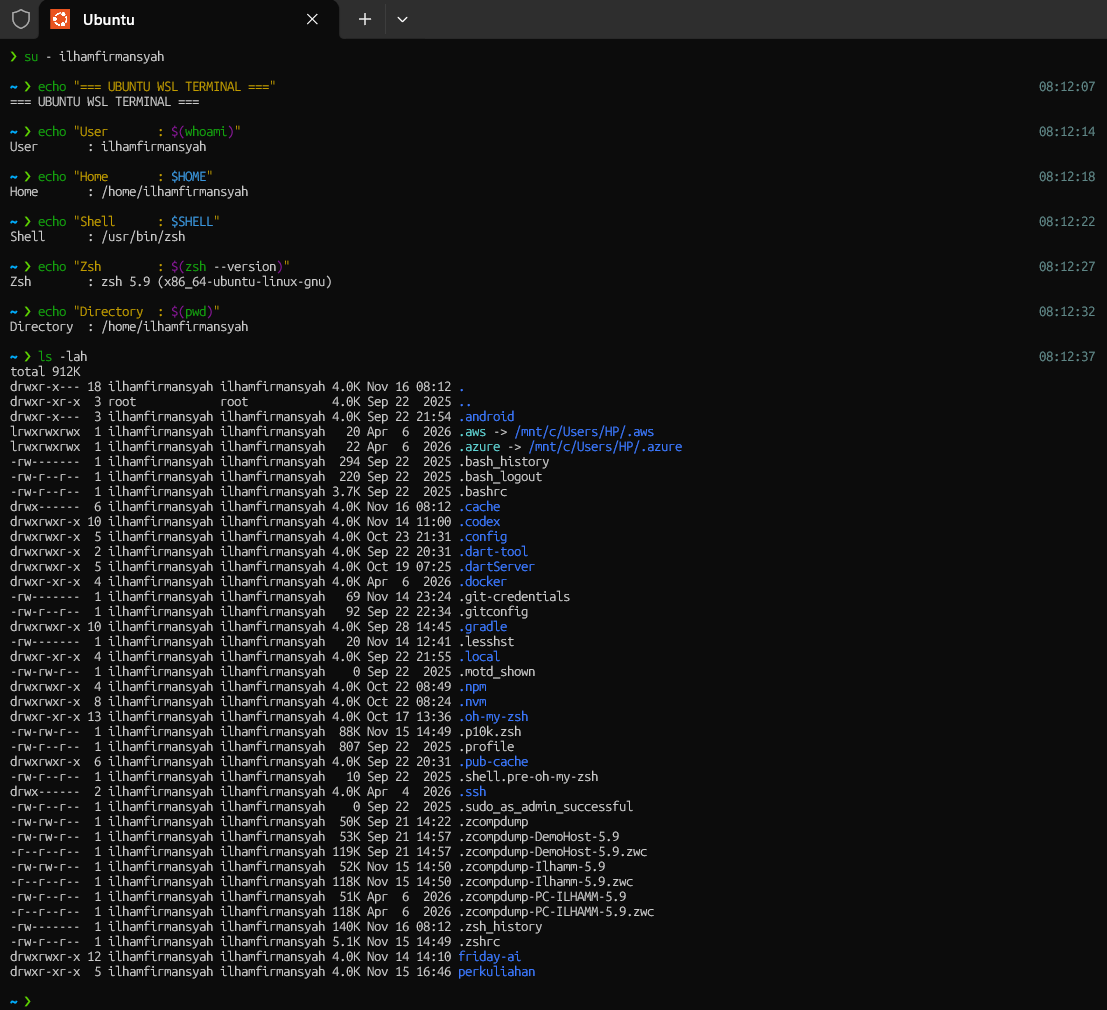 Ubuntu
❯ su - ilhamfirmansyah
~ ❯ echo "=== UBUNTU WSL TERMINAL ===" 08:12:07
=== UBUNTU WSL TERMINAL ===
~ ❯ echo "User       : $(whoami)" 08:12:14
User       : ilhamfirmansyah
~ ❯ echo "Home       : $HOME" 08:12:18
Home       : /home/ilhamfirmansyah
~ ❯ echo "Shell      : $SHELL" 08:12:22
Shell      : /usr/bin/zsh
~ ❯ echo "Zsh        : $(zsh --version)" 08:12:27
Zsh        : zsh 5.9 (x86_64-ubuntu-linux-gnu)
~ ❯ echo "Directory  : $(pwd)" 08:12:32
Directory  : /home/ilhamfirmansyah
~ ❯ ls -lah 08:12:37
total 912K
drwxr-x--- 18 ilhamfirmansyah ilhamfirmansyah 4.0K Nov 16 08:12 .
drwxr-xr-x  3 root            root            4.0K Sep 22  2025 ..
drwxr-x---  3 ilhamfirmansyah ilhamfirmansyah 4.0K Sep 22 21:54 .android
lrwxrwxrwx  1 ilhamfirmansyah ilhamfirmansyah   20 Apr  6  2026 .aws -> /mnt/c/Users/HP/.aws
lrwxrwxrwx  1 ilhamfirmansyah ilhamfirmansyah   22 Apr  6  2026 .azure -> /mnt/c/Users/HP/.azure
-rw-------  1 ilhamfirmansyah ilhamfirmansyah  294 Sep 22  2025 .bash_history
-rw-r--r--  1 ilhamfirmansyah ilhamfirmansyah  220 Sep 22  2025 .bash_logout
-rw-r--r--  1 ilhamfirmansyah ilhamfirmansyah 3.7K Sep 22  2025 .bashrc
drwx------  6 ilhamfirmansyah ilhamfirmansyah 4.0K Nov 16 08:12 .cache
drwxrwxr-x 10 ilhamfirmansyah ilhamfirmansyah 4.0K Nov 14 11:00 .codex
drwxrwxr-x  5 ilhamfirmansyah ilhamfirmansyah 4.0K Oct 23 21:31 .config
drwxrwxr-x  2 ilhamfirmansyah ilhamfirmansyah 4.0K Sep 22 20:31 .dart-tool
drwxrwxr-x  5 ilhamfirmansyah ilhamfirmansyah 4.0K Oct 19 07:25 .dartServer
drwxr-xr-x  4 ilhamfirmansyah ilhamfirmansyah 4.0K Apr  6  2026 .docker
-rw-------  1 ilhamfirmansyah ilhamfirmansyah   69 Nov 14 23:24 .git-credentials
-rw-r--r--  1 ilhamfirmansyah ilhamfirmansyah   92 Sep 22 22:34 .gitconfig
drwxrwxr-x 10 ilhamfirmansyah ilhamfirmansyah 4.0K Sep 28 14:45 .gradle
-rw-------  1 ilhamfirmansyah ilhamfirmansyah   20 Nov 14 12:41 .lesshst
drwxr-xr-x  4 ilhamfirmansyah ilhamfirmansyah 4.0K Sep 22 21:55 .local
-rw-rw-r--  1 ilhamfirmansyah ilhamfirmansyah    0 Sep 22  2025 .motd_shown
drwxrwxr-x  4 ilhamfirmansyah ilhamfirmansyah 4.0K Oct 22 08:49 .npm
drwxrwxr-x  8 ilhamfirmansyah ilhamfirmansyah 4.0K Oct 22 08:24 .nvm
drwxr-xr-x 13 ilhamfirmansyah ilhamfirmansyah 4.0K Oct 17 13:36 .oh-my-zsh
-rw-rw-r--  1 ilhamfirmansyah ilhamfirmansyah  88K Nov 15 14:49 .p10k.zsh
-rw-r--r--  1 ilhamfirmansyah ilhamfirmansyah  807 Sep 22  2025 .profile
drwxrwxr-x  6 ilhamfirmansyah ilhamfirmansyah 4.0K Sep 22 20:31 .pub-cache
-rw-r--r--  1 ilhamfirmansyah ilhamfirmansyah   10 Sep 22  2025 .shell.pre-oh-my-zsh
drwx------  2 ilhamfirmansyah ilhamfirmansyah 4.0K Apr  4  2026 .ssh
-rw-r--r--  1 ilhamfirmansyah ilhamfirmansyah    0 Sep 22  2025 .sudo_as_admin_successful
-rw-rw-r--  1 ilhamfirmansyah ilhamfirmansyah  50K Sep 21 14:22 .zcompdump
-rw-rw-r--  1 ilhamfirmansyah ilhamfirmansyah  53K Sep 21 14:57 .zcompdump-DemoHost-5.9
-r--r--r--  1 ilhamfirmansyah ilhamfirmansyah 119K Sep 21 14:57 .zcompdump-DemoHost-5.9.zwc
-rw-rw-r--  1 ilhamfirmansyah ilhamfirmansyah  52K Nov 15 14:50 .zcompdump-Ilhamm-5.9
-r--r--r--  1 ilhamfirmansyah ilhamfirmansyah 118K Nov 15 14:50 .zcompdump-Ilhamm-5.9.zwc
-rw-r--r--  1 ilhamfirmansyah ilhamfirmansyah  51K Apr  6  2026 .zcompdump-PC-ILHAMM-5.9
-r--r--r--  1 ilhamfirmansyah ilhamfirmansyah 118K Apr  6  2026 .zcompdump-PC-ILHAMM-5.9.zwc
-rw-------  1 ilhamfirmansyah ilhamfirmansyah 140K Nov 16 08:12 .zsh_history
-rw-r--r--  1 ilhamfirmansyah ilhamfirmansyah 5.1K Nov 15 14:49 .zshrc
drwxrwxr-x 12 ilhamfirmansyah ilhamfirmansyah 4.0K Nov 14 14:10 friday-ai
drwxr-xr-x  5 ilhamfirmansyah ilhamfirmansyah 4.0K Nov 15 16:46 perkuliahan
~ ❯